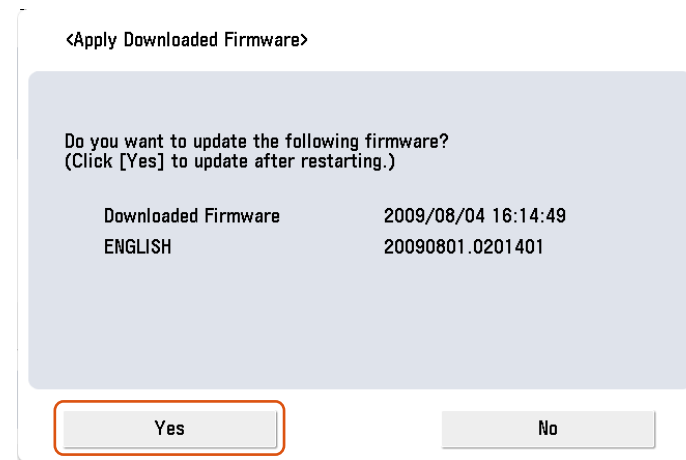 <Apply Downloaded Firmware>
Do you want to update the following firmware?
(Click [Yes] to update after restarting.)
Downloaded Firmware 2009/08/04 16:14:49
ENGLISH 20090801.0201401
Yes No